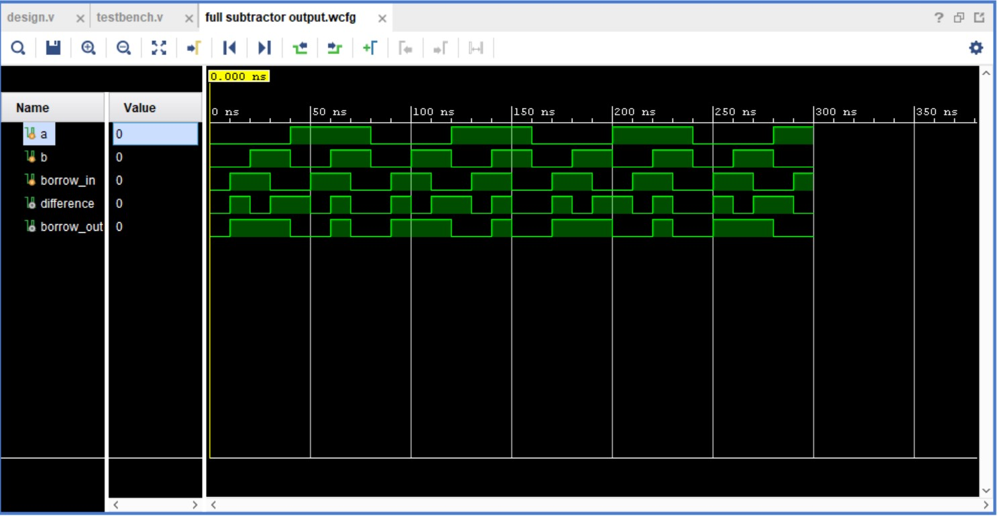 design.v × testbench.v × full subtractor output.wcfg ×
?
0.000 ns
Name Value
0 ns 50 ns 100 ns 150 ns 200 ns 250 ns 300 ns 350 ns
a 0
b 0
borrow_in 0
difference 0
borrow_out 0